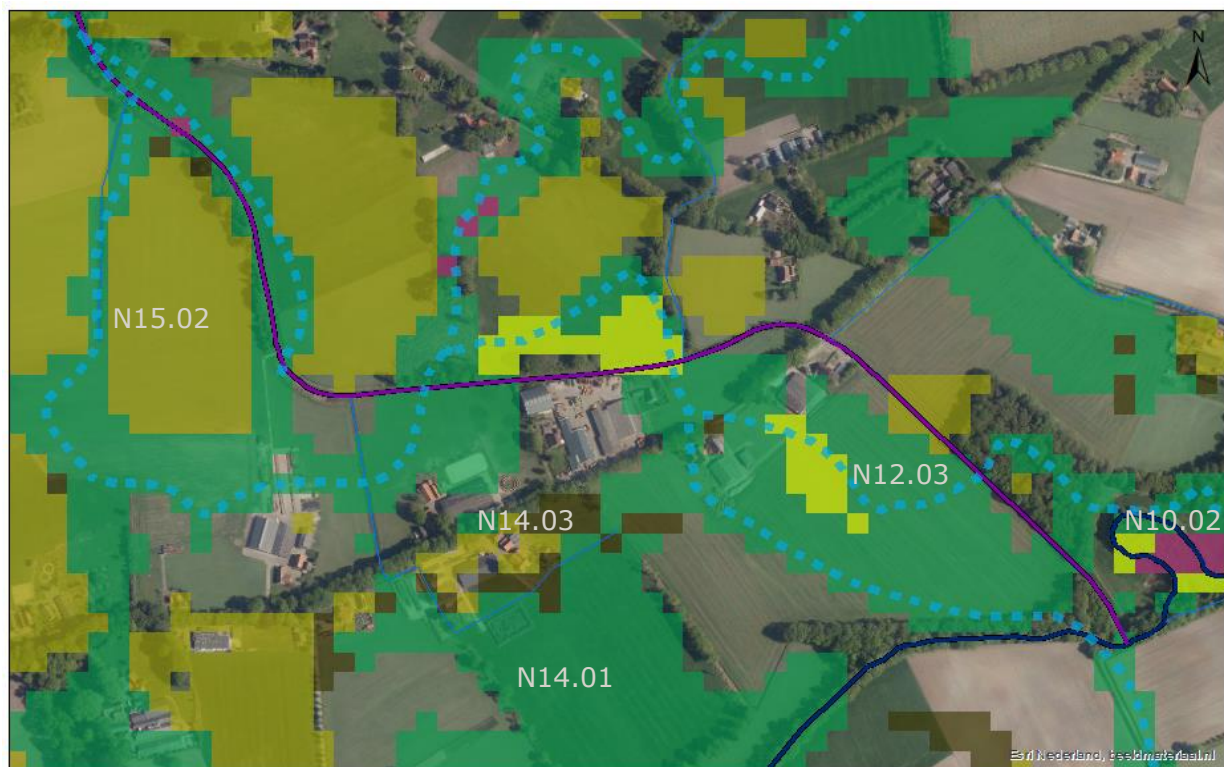 N
N15.02
N12.03
N14.03
N10.02
N14.01
Esri Nederland, beeldmateriaal.nl